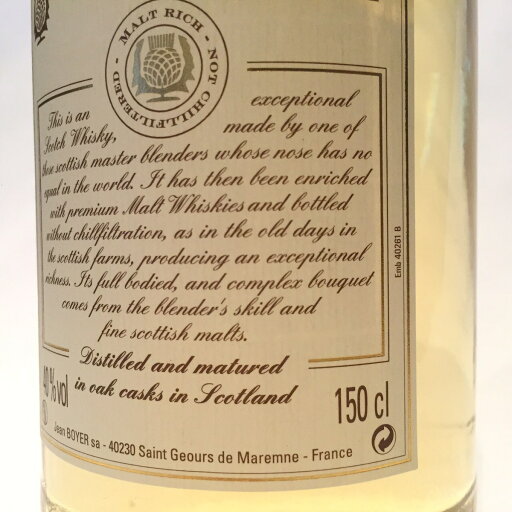 MALT RICH - NOT CHILLFILTERED -
This is an exceptional
Scotch Whisky, made by one of
those scottish master blenders whose nose has no
equal in the world. It has then been enriched
with premium Malt Whiskies and bottled
without chillfiltration, as in the old days in
the scottish farms, producing an exceptional
richness. Its full bodied, and complex bouquet
comes from the blender's skill and
fine scottish malts.
Distilled and matured
in oak casks in Scotland
40% vol
150 cl
Jean BOYER sa - 40230 Saint Geours de Maremne - France
Emb 40261 B